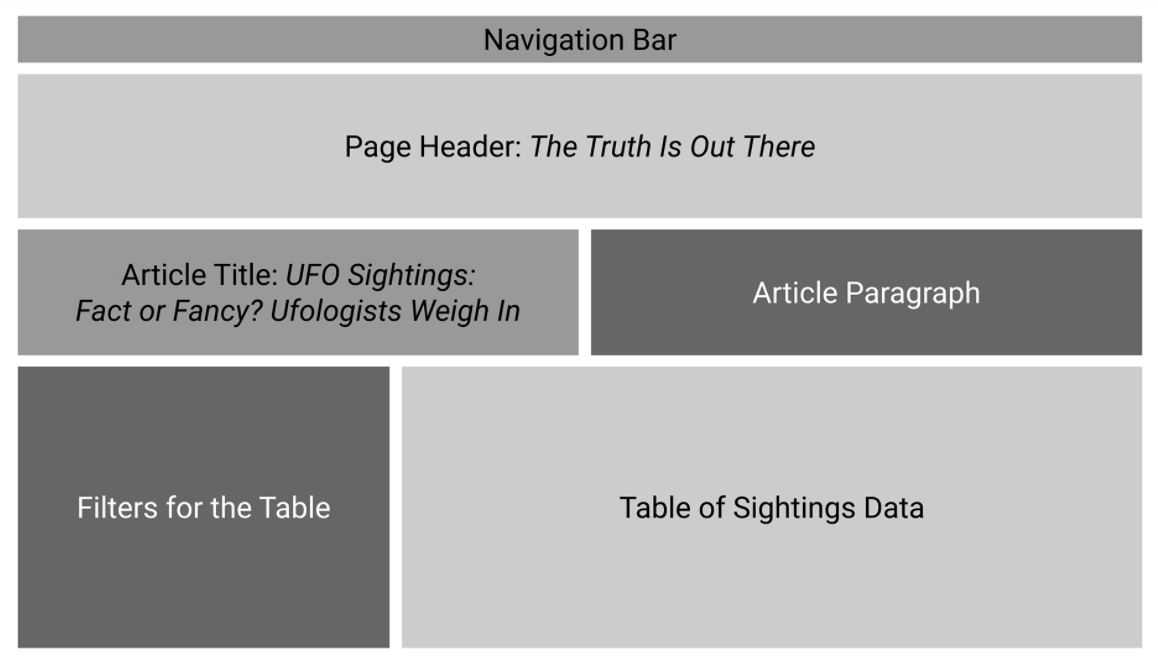 Navigation Bar
Page Header: The Truth Is Out There
Article Title: UFO Sightings:
Fact or Fancy? Ufologists Weigh In
Article Paragraph
Filters for the Table
Table of Sightings Data